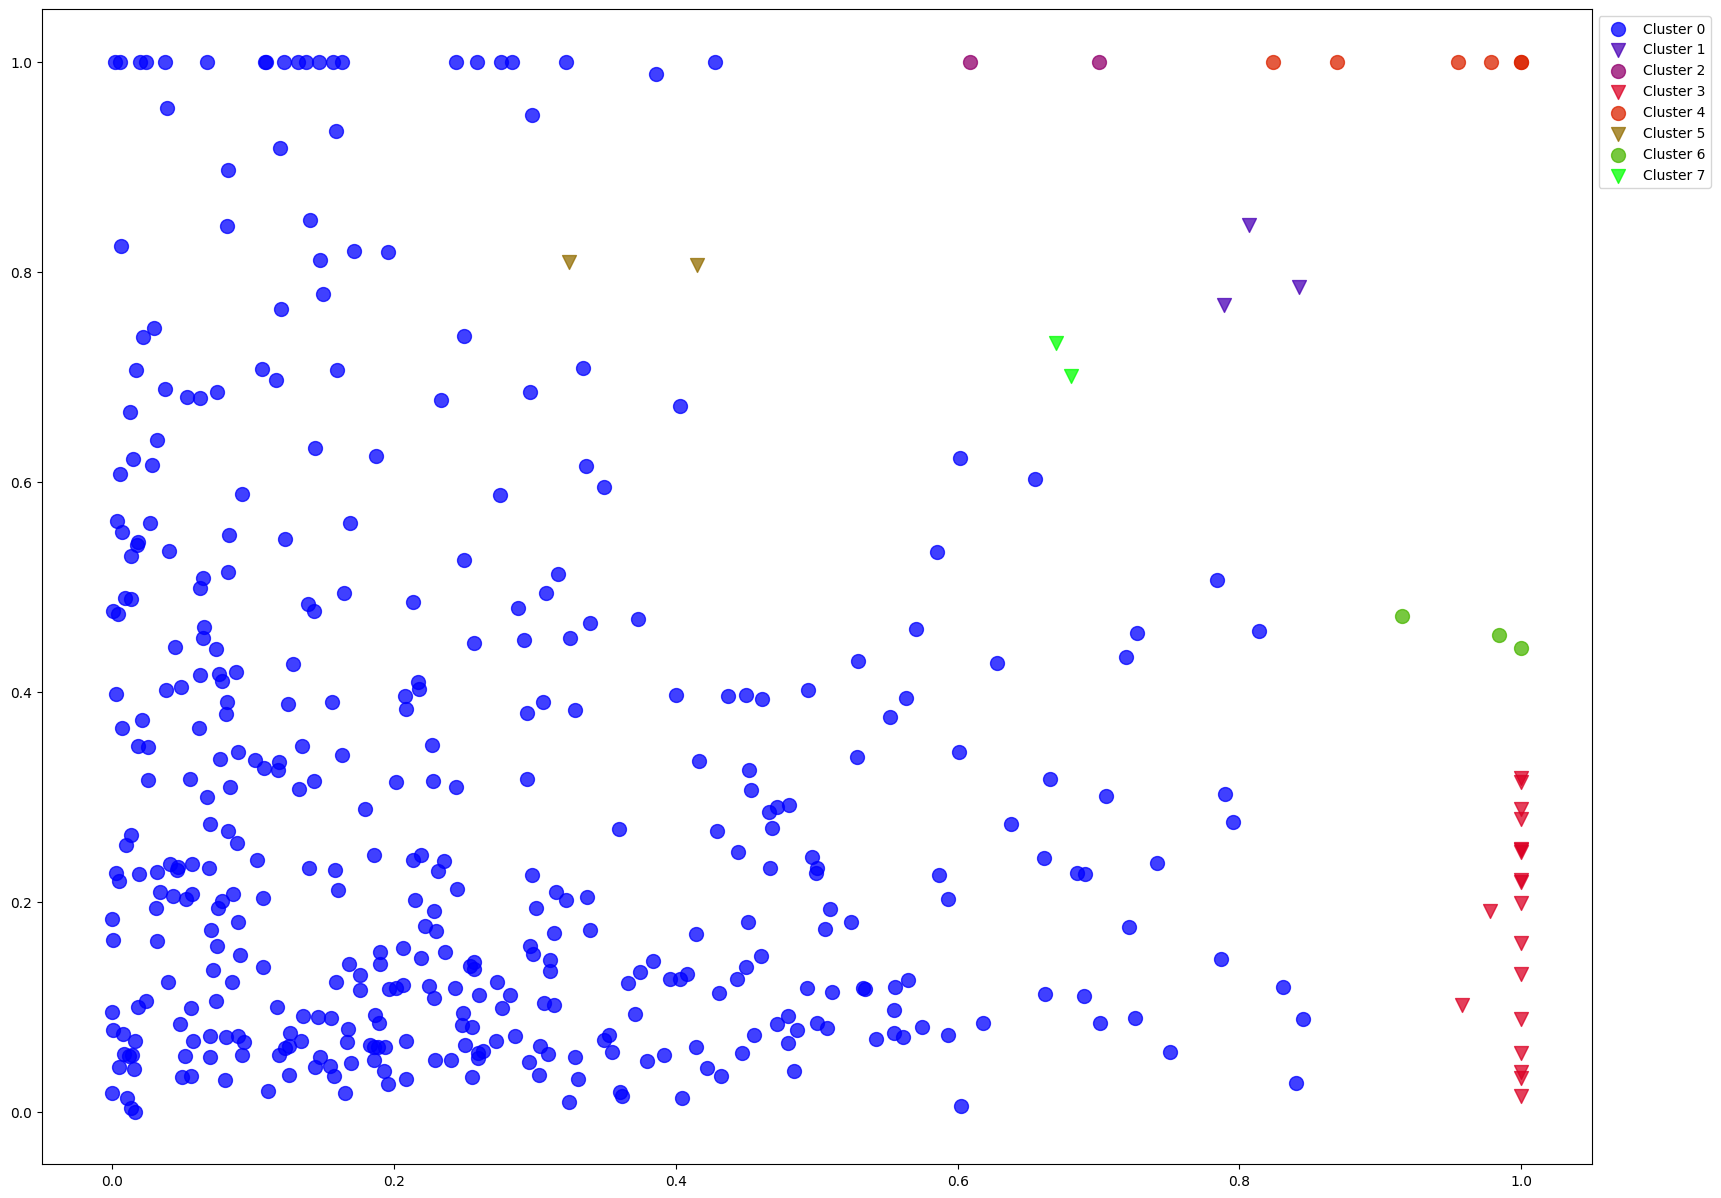 1.0
0.8
0.6
0.4
0.2
0.0
0.0 0.2 0.4 0.6 0.8 1.0
Cluster 0
Cluster 1
Cluster 2
Cluster 3
Cluster 4
Cluster 5
Cluster 6
Cluster 7